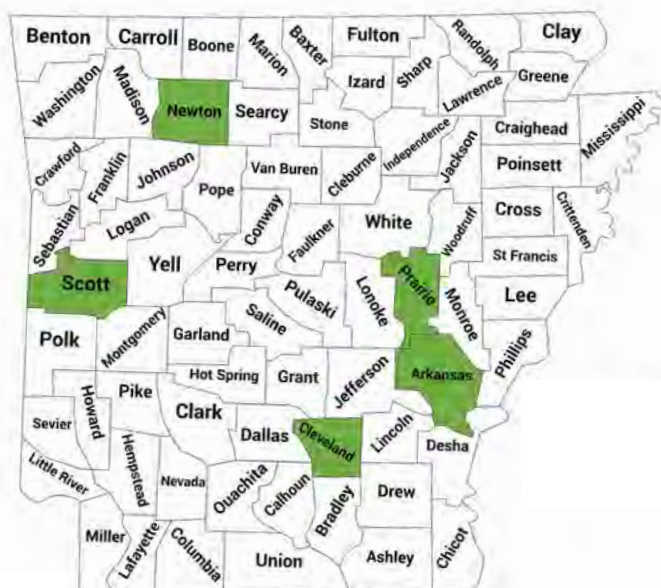 Benton
Carroll
Boone
Marion
Baxter
Fulton
Randolph
Clay
Washington
Madison
Newton
Searcy
Izard
Sharp
Lawrence
Greene
Stone
Independence
Jackson
Craighead
Mississippi
Crawford
Franklin
Johnson
Pope
Van Buren
Cleburne
Poinsett
Sebastian
Logan
Conway
Faulkner
White
Woodruff
Cross
Crittenden
Scott
Yell
Perry
Pulaski
Lonoke
Prairie
Monroe
St Francis
Lee
Polk
Montgomery
Garland
Saline
Hot Spring
Grant
Jefferson
Arkansas
Phillips
Sevier
Howard
Pike
Clark
Dallas
Cleveland
Lincoln
Desha
Little River
Hempstead
Nevada
Ouachita
Calhoun
Bradley
Drew
Miller
Lafayette
Columbia
Union
Ashley
Chicot